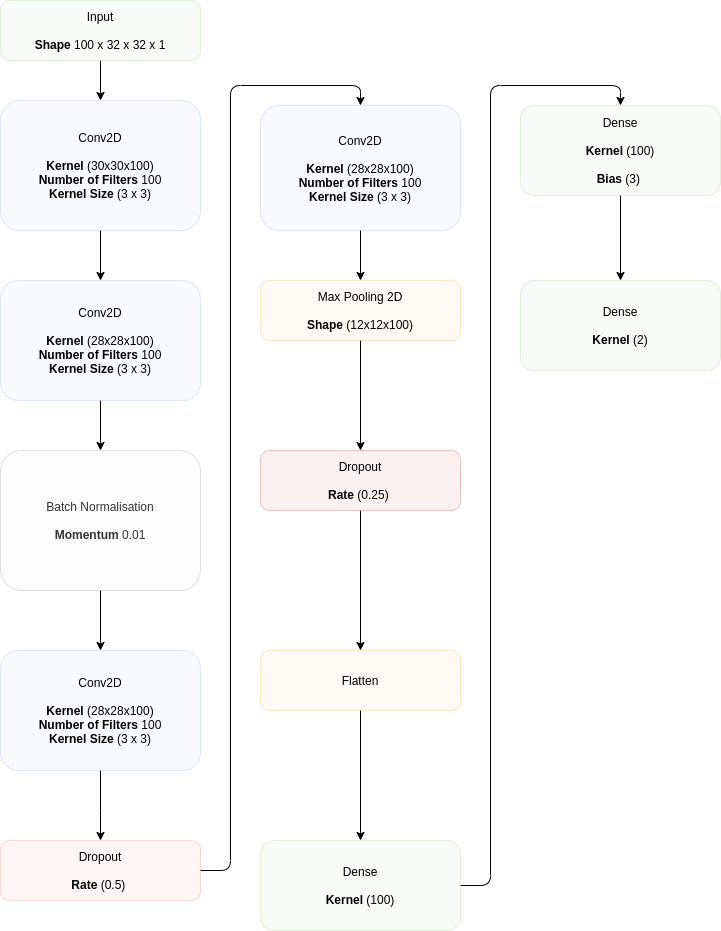 Input
Shape 100 x 32 x 32 x 1
Conv2D
Kernel (30x30x100)
Number of Filters 100
Kernel Size (3 x 3)
Conv2D
Kernel (28x28x100)
Number of Filters 100
Kernel Size (3 x 3)
Batch Normalisation
Momentum 0.01
Conv2D
Kernel (28x28x100)
Number of Filters 100
Kernel Size (3 x 3)
Dropout
Rate (0.5)
Conv2D
Kernel (28x28x100)
Number of Filters 100
Kernel Size (3 x 3)
Max Pooling 2D
Shape (12x12x100)
Dropout
Rate (0.25)
Flatten
Dense
Kernel (100)
Dense
Kernel (100)
Bias (3)
Dense
Kernel (2)